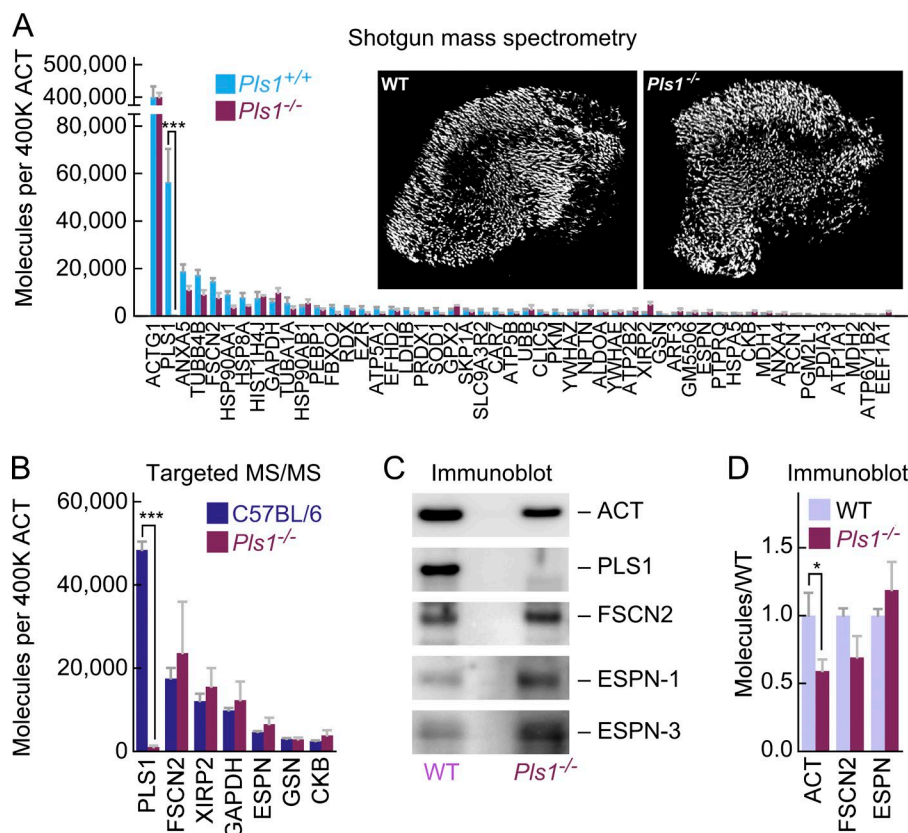 A
Shotgun mass spectrometry
Molecules per 400K ACT
500,000
400,000
80,000
60,000
40,000
20,000
0
Pls1+/+
Pls1-/-
***
WT
Pls1-/-
ACTG1
PLS1
ANXA5
TUBB4B
FSCN2
HSP90AA1
HSP8A
HIST1H4J
GAPDH
TUBA1A
HSP90AB1
PEBP1
FBXO2
RDX
EZR
ATP5A1
EFHD2
LDHB
PRDX1
SOD1
GPX2
SKP1A
SLC9A3R2
CAR7
ATP5B
UBB
CLIC5
PKM
YWHAZ
NPTN
ALDOA
YWHAE
ATP2B2
XIRP2
GSN
ARF3
GM5506
ESPN
PTPRQ
HSPA5
CKB
MDH1
ANXA4
ARCN1
PGM2L1
PDIA3
ATP1A1
MDH2
ATP6V1B2
EEF1A1
B
Targeted MS/MS
Molecules per 400K ACT
60,000
40,000
20,000
0
C57BL/6
Pls1-/-
***
PLS1
FSCN2
XIRP2
GAPDH
ESPN
GSN
CKB
C
Immunoblot
– ACT
– PLS1
– FSCN2
– ESPN-1
– ESPN-3
WT
Pls1-/-
D
Immunoblot
Molecules/WT
WT
Pls1-/-
1.5
1.0
0.5
0.0
*
ACT
FSCN2
ESPN